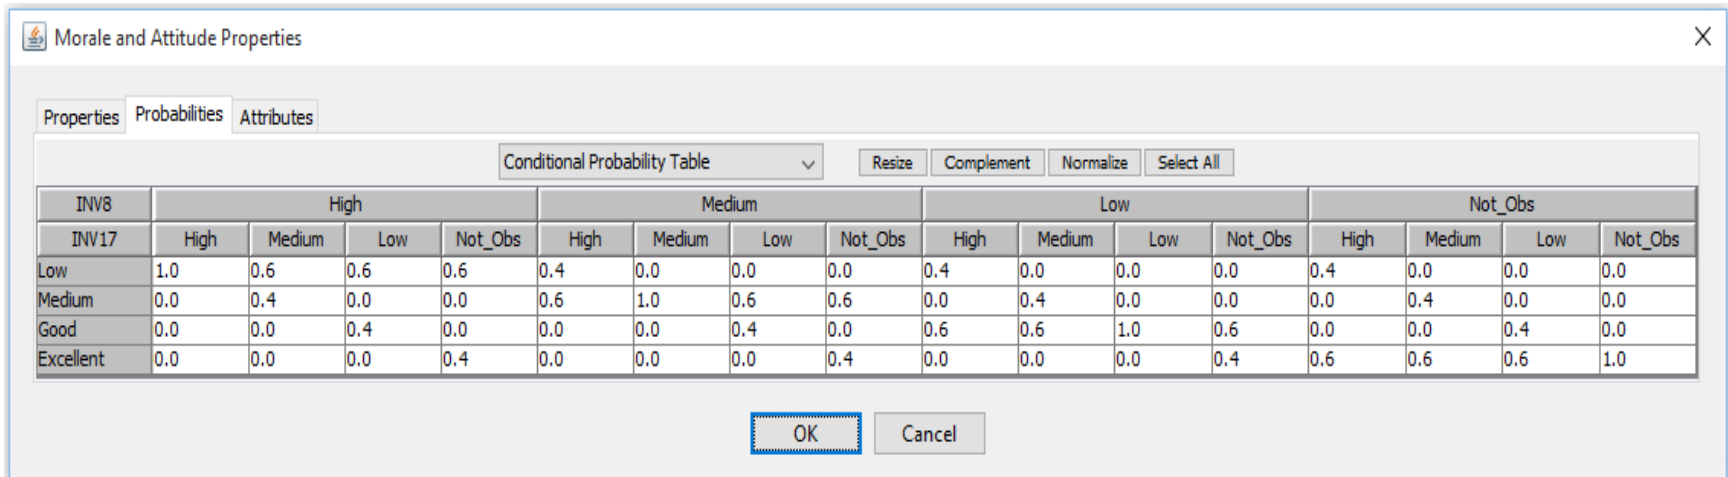 Morale and Attitude Properties
Properties Probabilities Attributes
Conditional Probability Table Resize Complement Normalize Select All
INV8 High Medium Low Not_Obs
INV17 High Medium Low Not_Obs High Medium Low Not_Obs High Medium Low Not_Obs High Medium Low Not_Obs
Low 1.0 0.6 0.6 0.6 0.4 0.0 0.0 0.0 0.4 0.0 0.0 0.0 0.4 0.0 0.0 0.0
Medium 0.0 0.4 0.0 0.0 0.6 1.0 0.6 0.6 0.0 0.4 0.0 0.0 0.0 0.4 0.0 0.0
Good 0.0 0.0 0.4 0.0 0.0 0.0 0.4 0.0 0.6 0.6 1.0 0.6 0.0 0.0 0.4 0.0
Excellent 0.0 0.0 0.0 0.4 0.0 0.0 0.0 0.4 0.0 0.0 0.0 0.4 0.6 0.6 0.6 1.0
OK Cancel